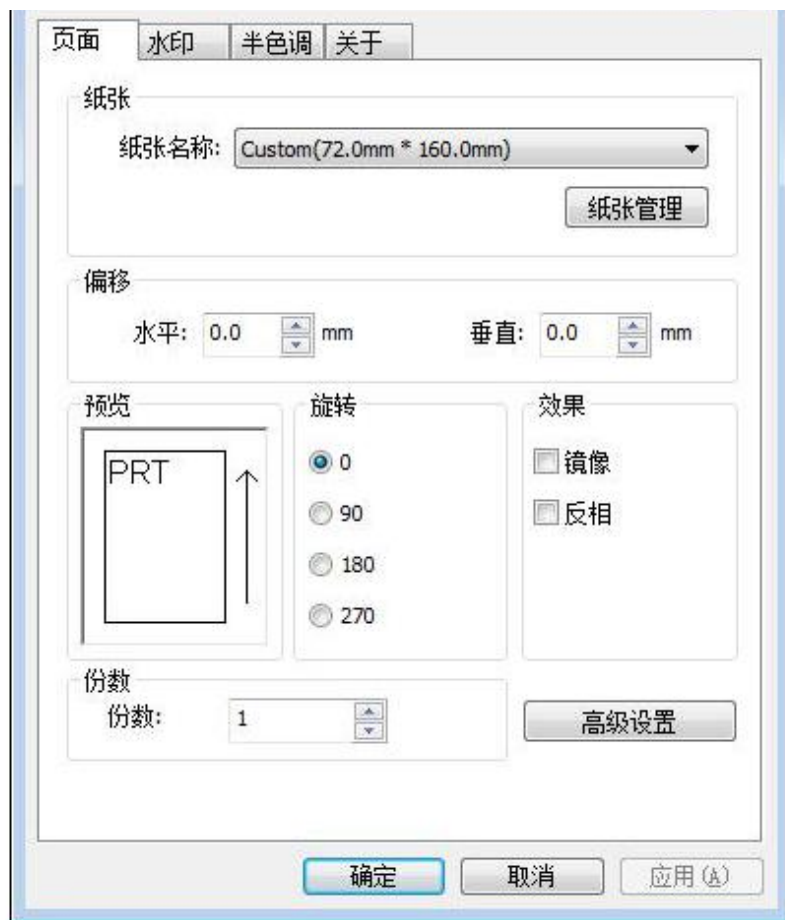 页面 水印 半色调 关于
纸张
纸张名称: Custom(72.0mm * 160.0mm)
纸张管理
偏移
水平: 0.0 mm 垂直: 0.0 mm
预览 旋转 效果
PRT
0 镜像
90 反相
180
270
份数
份数: 1
高级设置
确定 取消 应用(A)